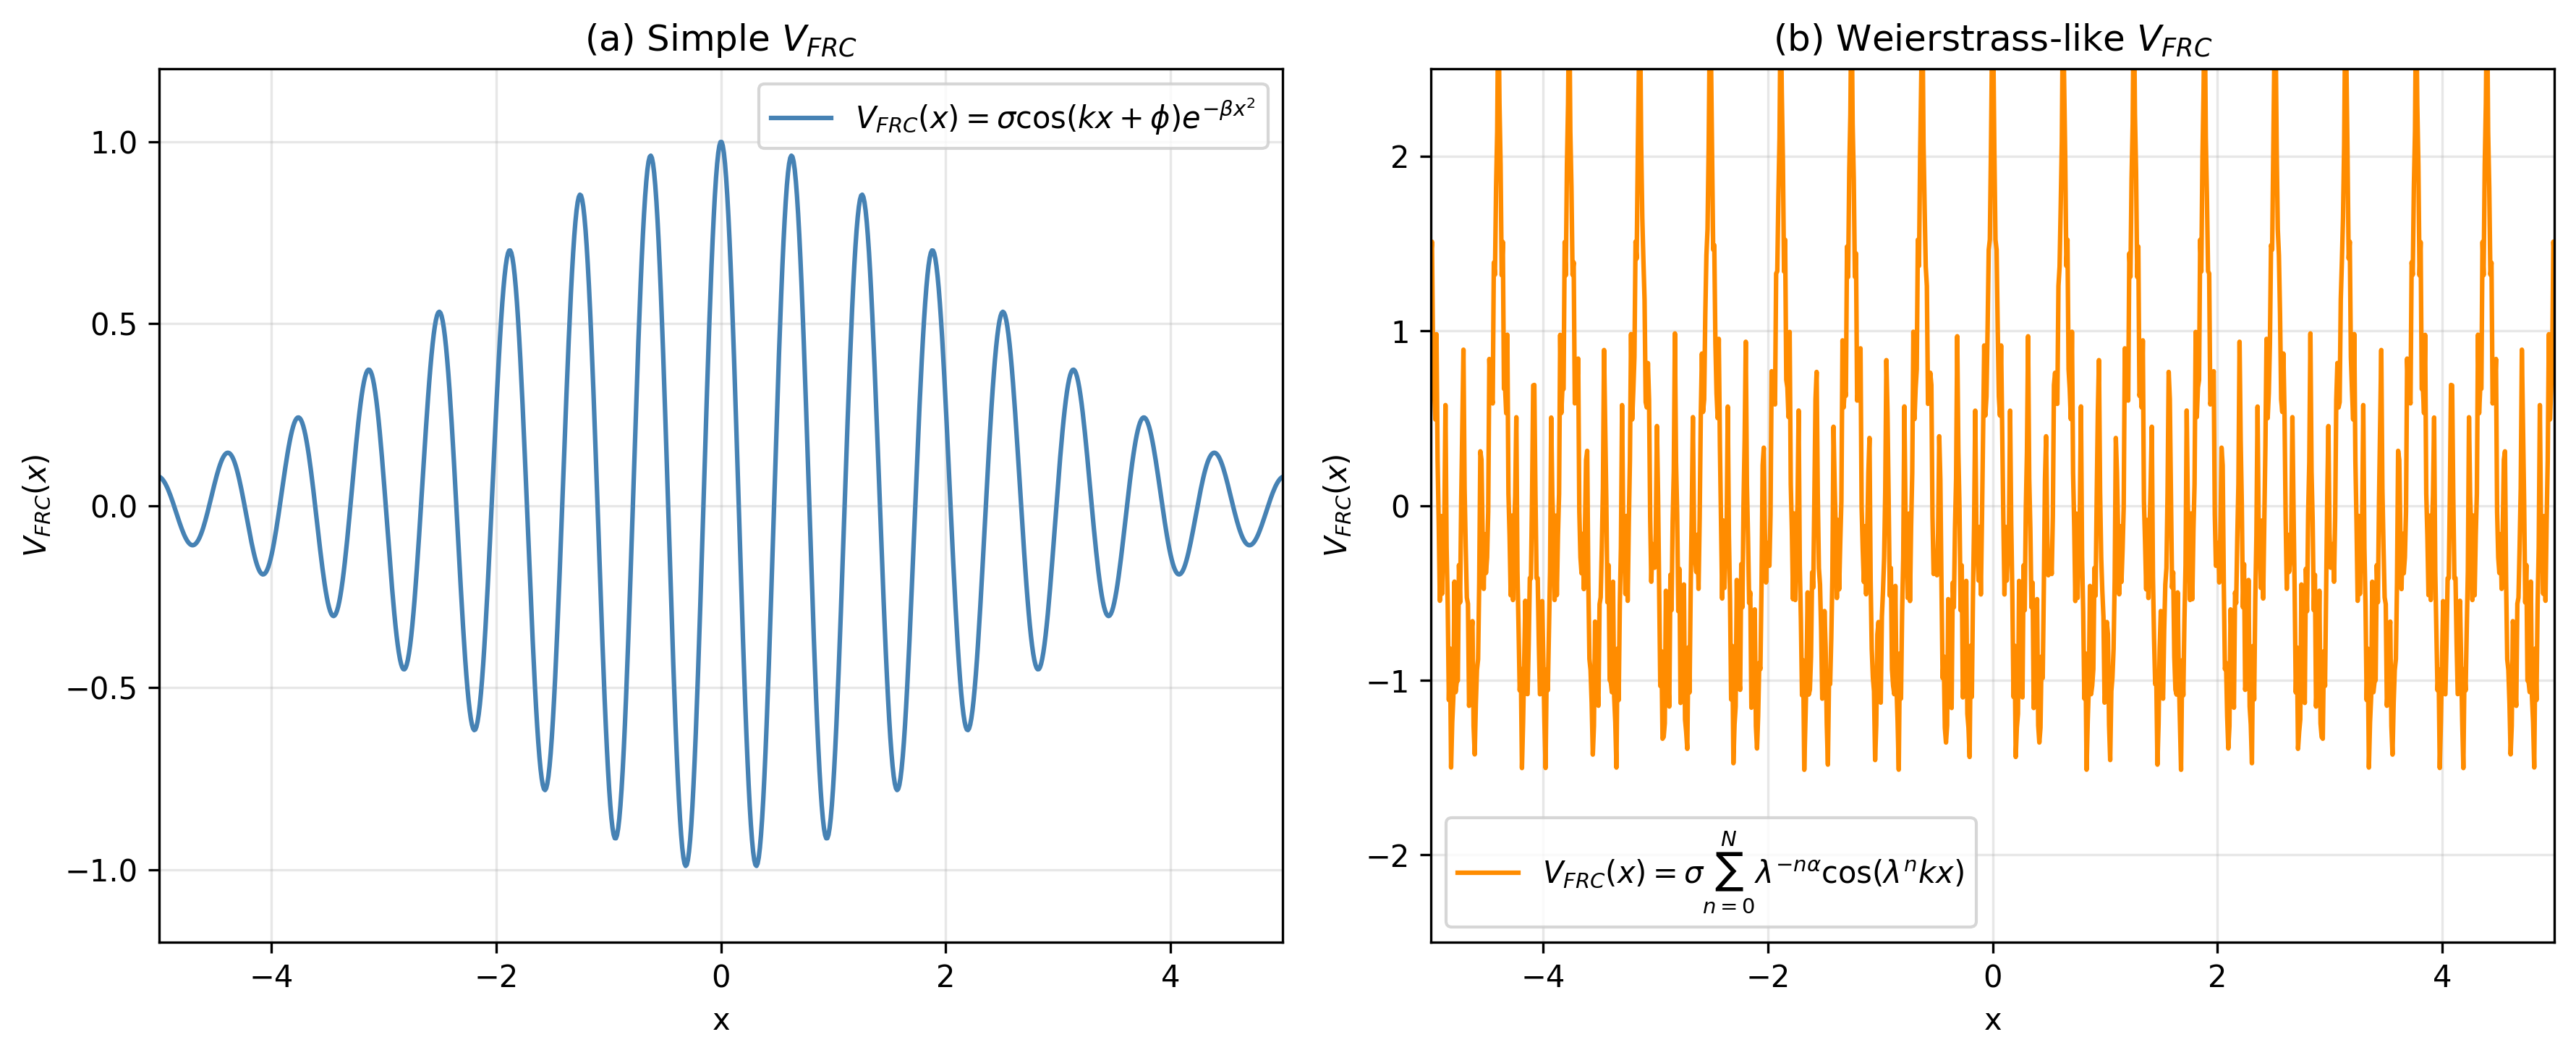 (a) Simple V_FRC
V_FRC(x) = σcos(kx + ϕ)e^{−βx²}
V_FRC(x)
1.0
0.5
0.0
−0.5
−1.0
−4 −2 0 2 4
x
(b) Weierstrass-like V_FRC
V_FRC(x)
2
1
0
−1
−2
V_FRC(x) = σ ∑_{n=0}^{N} λ^{−nα}cos(λⁿkx)
−4 −2 0 2 4
x